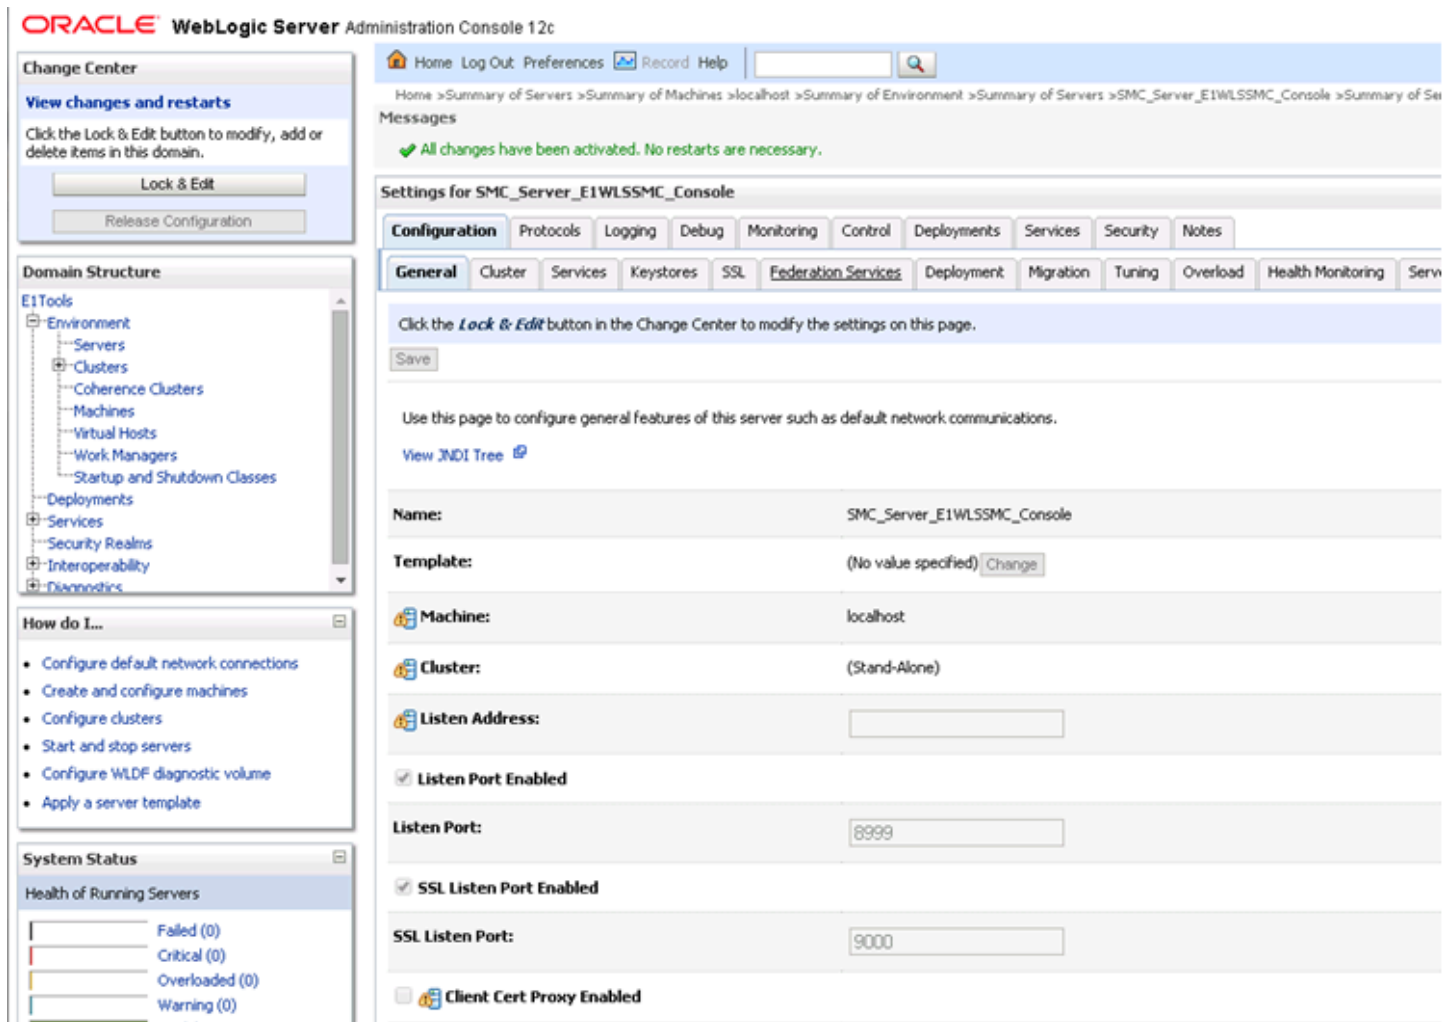 ORACLE WebLogic Server Administration Console 12c
Change Center
View changes and restarts
Click the Lock & Edit button to modify, add or
delete items in this domain.
Lock & Edit
Release Configuration
Domain Structure
E1Tools
Environment
Servers
Clusters
Coherence Clusters
Machines
Virtual Hosts
Work Managers
Startup and Shutdown Classes
Deployments
Services
Security Realms
Interoperability
Diagnostics
How do I...
Configure default network connections
Create and configure machines
Configure clusters
Start and stop servers
Configure WLDF diagnostic volume
Apply a server template
System Status
Health of Running Servers
Failed (0)
Critical (0)
Overloaded (0)
Warning (0)
Home Log Out Preferences Record Help
Home >Summary of Servers >Summary of Machines >localhost >Summary of Environment >Summary of Servers >SMC_Server_E1WLSSMC_Console >Summary of Se
Messages
All changes have been activated. No restarts are necessary.
Settings for SMC_Server_E1WLSSMC_Console
Configuration Protocols Logging Debug Monitoring Control Deployments Services Security Notes
General Cluster Services Keystores SSL Federation Services Deployment Migration Tuning Overload Health Monitoring Serv
Click the Lock & Edit button in the Change Center to modify the settings on this page.
Save
Use this page to configure general features of this server such as default network communications.
View JNDI Tree
Name: SMC_Server_E1WLSSMC_Console
Template: (No value specified) Change
Machine: localhost
Cluster: (Stand-Alone)
Listen Address:
Listen Port Enabled
Listen Port: 8999
SSL Listen Port Enabled
SSL Listen Port: 9000
Client Cert Proxy Enabled